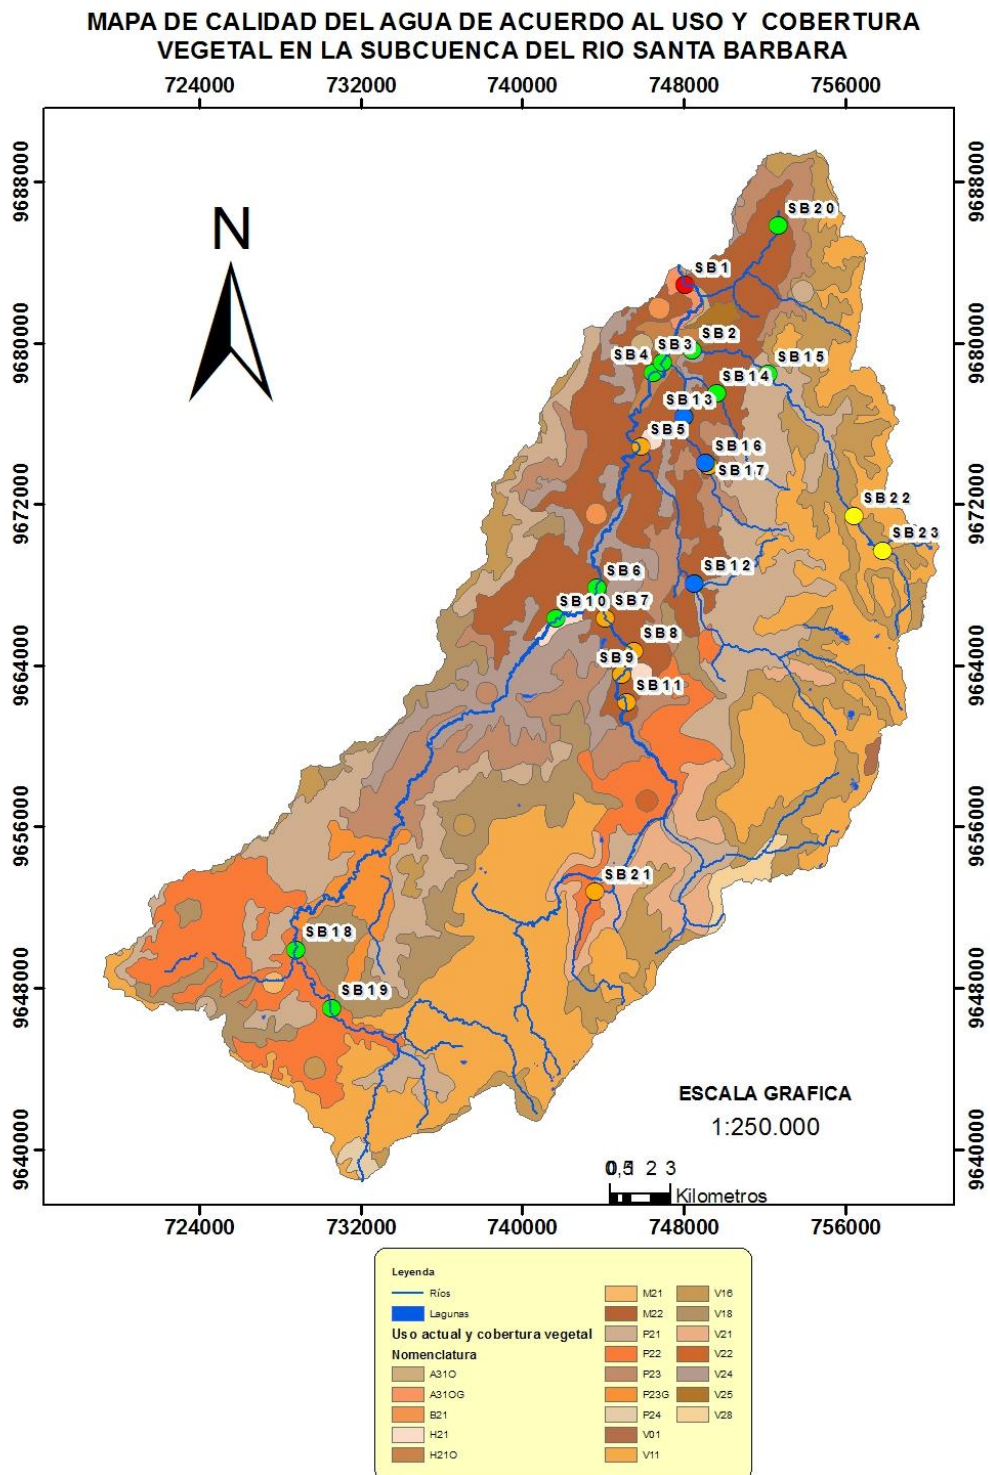 MAPA DE CALIDAD DEL AGUA DE ACUERDO AL USO Y COBERTURA
VEGETAL EN LA SUBCUENCA DEL RIO SANTA BARBARA
724000 732000 740000 748000 756000
9688000 9688000
N
SB20
SB1
9680000 9680000
SB2
SB3
SB4
SB15
SB14
SB13
SB5
SB16
SB17
9672000 9672000
SB22
SB23
SB12
SB6
SB10 SB7
SB8
9664000 9664000
SB9
SB11
9656000 9656000
SB21
SB18
9648000 9648000
SB19
ESCALA GRAFICA
1:250.000
9640000 9640000
0 0,5 1 2 3
Kilometros
724000 732000 740000 748000 756000
Leyenda
Ríos
Lagunas
Uso actual y cobertura vegetal
Nomenclatura
A31O
A31OG
B21
H21
H21O
M21
M22
P21
P22
P23
P23G
P24
V01
V11
V16
V18
V21
V22
V24
V25
V28